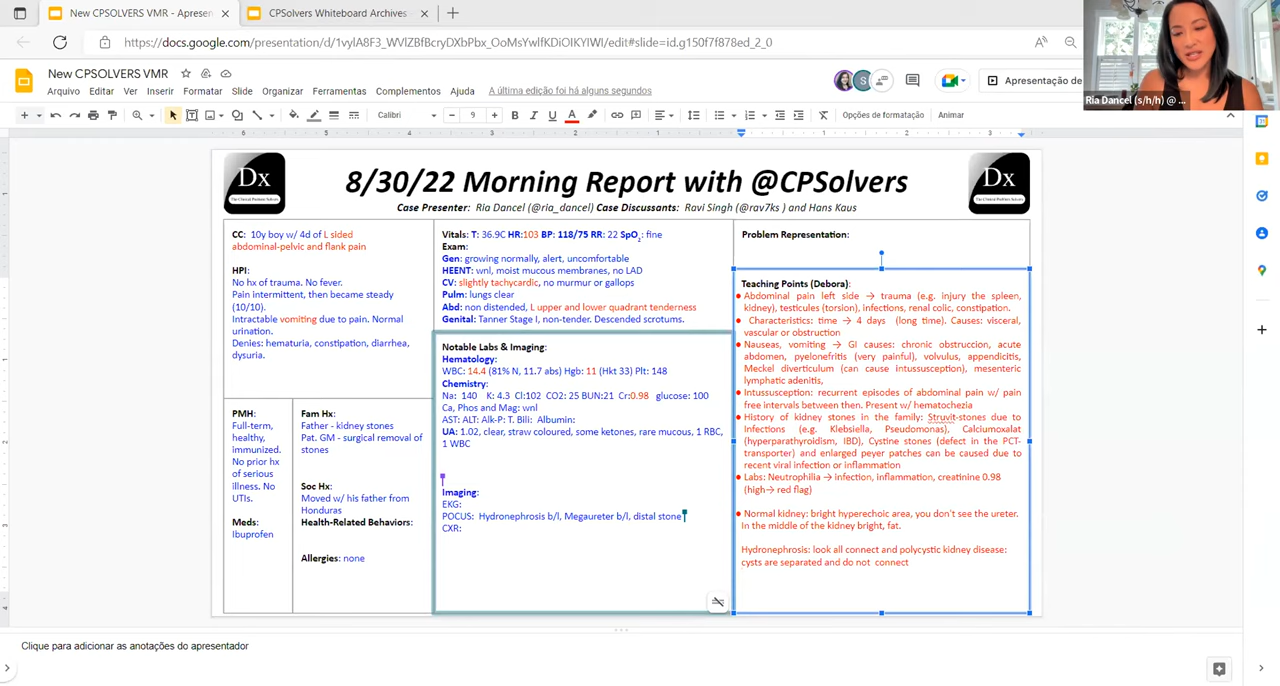 New CPSOLVERS VMR - Apresen
CPSolvers Whiteboard Archives
https://docs.google.com/presentation/d/1vylA8F3_WVlZBfBcryDXbPbx_OoMsYwlfKDiOIKYIWI/edit#slide=id.g150f7f878ed_2_0
New CPSOLVERS VMR
Arquivo Editar Ver Inserir Formatar Slide Organizar Ferramentas Complementos Ajuda A última edição foi há alguns segundos
Apresentação de
Ria Dancel (s/h/h) @ ...
Calibri 9 Opções de formatação Animar
Dx
The Clinical Problem Solvers
8/30/22 Morning Report with @CPSolvers
Case Presenter: Ria Dancel (@ria_dancel) Case Discussants: Ravi Singh (@rav7ks ) and Hans Kaus
Dx
The Clinical Problem Solvers
CC: 10y boy w/ 4d of L sided
abdominal-pelvic and flank pain
HPI:
No hx of trauma. No fever.
Pain intermittent, then became steady
(10/10).
Intractable vomiting due to pain. Normal
urination.
Denies: hematuria, constipation, diarrhea,
dysuria.
PMH:
Full-term,
healthy,
immunized.
No prior hx
of serious
illness. No
UTIs.
Meds:
Ibuprofen
Fam Hx:
Father - kidney stones
Pat. GM - surgical removal of
stones
Soc Hx:
Moved w/ his father from
Honduras
Health-Related Behaviors:
Allergies: none
Vitals: T: 36.9C HR:103 BP: 118/75 RR: 22 SpO2: fine
Exam:
Gen: growing normally, alert, uncomfortable
HEENT: wnl, moist mucous membranes, no LAD
CV: slightly tachycardic, no murmur or gallops
Pulm: lungs clear
Abd: non distended, L upper and lower quadrant tenderness
Genital: Tanner Stage I, non-tender. Descended scrotums.
Notable Labs & Imaging:
Hematology:
WBC: 14.4 (81% N, 11.7 abs) Hgb: 11 (Hkt 33) Plt: 148
Chemistry:
Na: 140 K: 4.3 Cl:102 CO2: 25 BUN:21 Cr:0.98 glucose: 100
Ca, Phos and Mag: wnl
AST: ALT: Alk-P: T. Bili: Albumin:
UA: 1.02, clear, straw coloured, some ketones, rare mucous, 1 RBC,
1 WBC
Imaging:
EKG:
POCUS: Hydronephrosis b/l, Megaureter b/l, distal stone
CXR:
Problem Representation:
Teaching Points (Debora):
● Abdominal pain left side → trauma (e.g. injury the spleen,
kidney), testicles (torsion), infections, renal colic, constipation.
● Characteristics: time → 4 days (long time). Causes: visceral,
vascular or obstruction
● Nauseas, vomiting → GI causes: chronic obstruccion, acute
abdomen, pyelonefritis (very painful), volvulus, appendicitis,
Meckel diverticulum (can cause intussusception), mesenteric
lymphatic adenitis,
● Intussusception: recurrent episodes of abdominal pain w/ pain
free intervals between then. Present w/ hematochezia
● History of kidney stones in the family: Struvit-stones due to
Infections (e.g. Klebsiella, Pseudomonas), Calciumoxalat
(hyperparathyroidism, IBD), Cystine stones (defect in the PCT-
transporter) and enlarged peyer patches can be caused due to
recent viral infection or inflammation
● Labs: Neutrophilia → infection, inflammation, creatinine 0.98
(high→ red flag)
● Normal kidney: bright hyperechoic area, you don't see the ureter.
In the middle of the kidney bright, fat.
Hydronephrosis: look all connect and polycystic kidney disease:
cysts are separated and do not connect
Clique para adicionar as anotações do apresentador